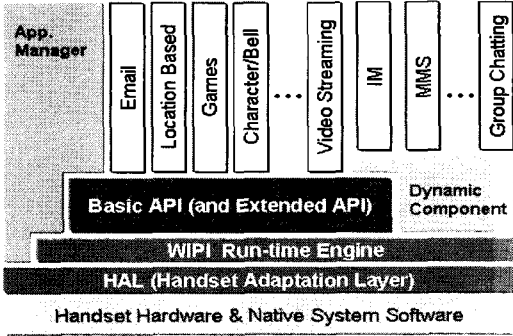 App.
Manager
Email
Location Based
Games
Character/Bell
...
Video Streaming
IM
MMS
...
Group Chatting
Basic API (and Extended API)
Dynamic
Component
WIPI Run-time Engine
HAL (Handset Adaptation Layer)
Handset Hardware & Native System Software